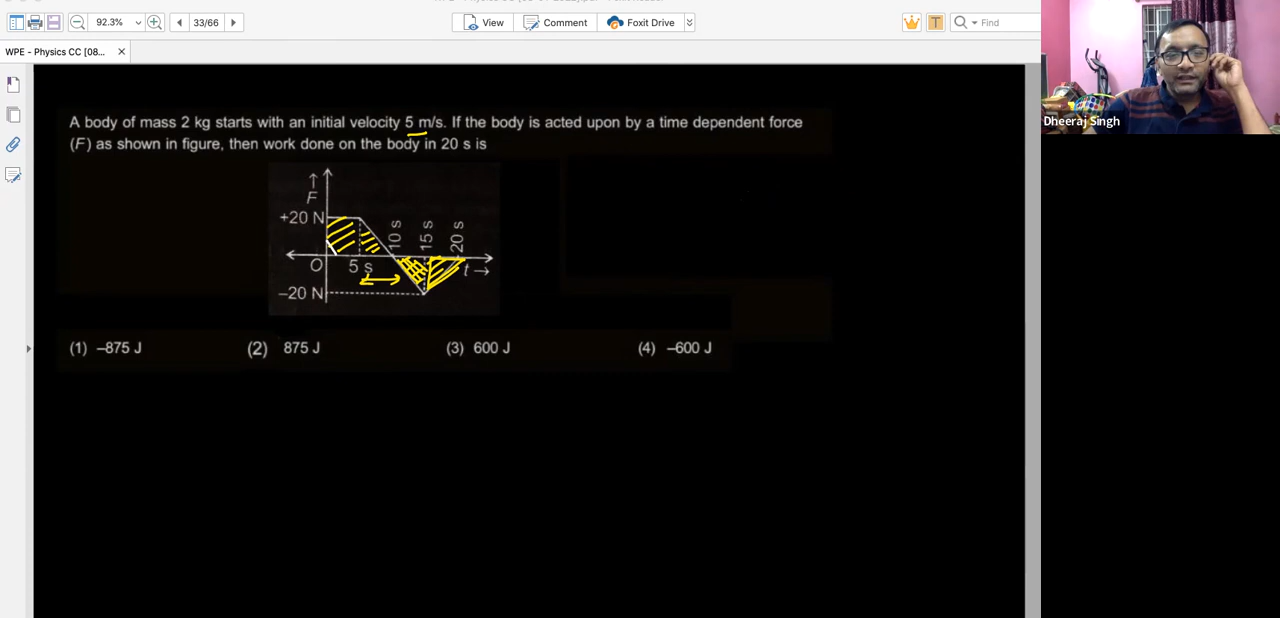 92.3%
33/66
View
Comment
Foxit Drive
T
Find
WPE - Physics CC [08...
Dheeraj Singh
A body of mass 2 kg starts with an initial velocity 5 m/s. If the body is acted upon by a time dependent force
(F) as shown in figure, then work done on the body in 20 s is
↑
F
+20 N
10 s
15 s
20 s
O
5 s
t →
–20 N
(1) –875 J
(2) 875 J
(3) 600 J
(4) –600 J